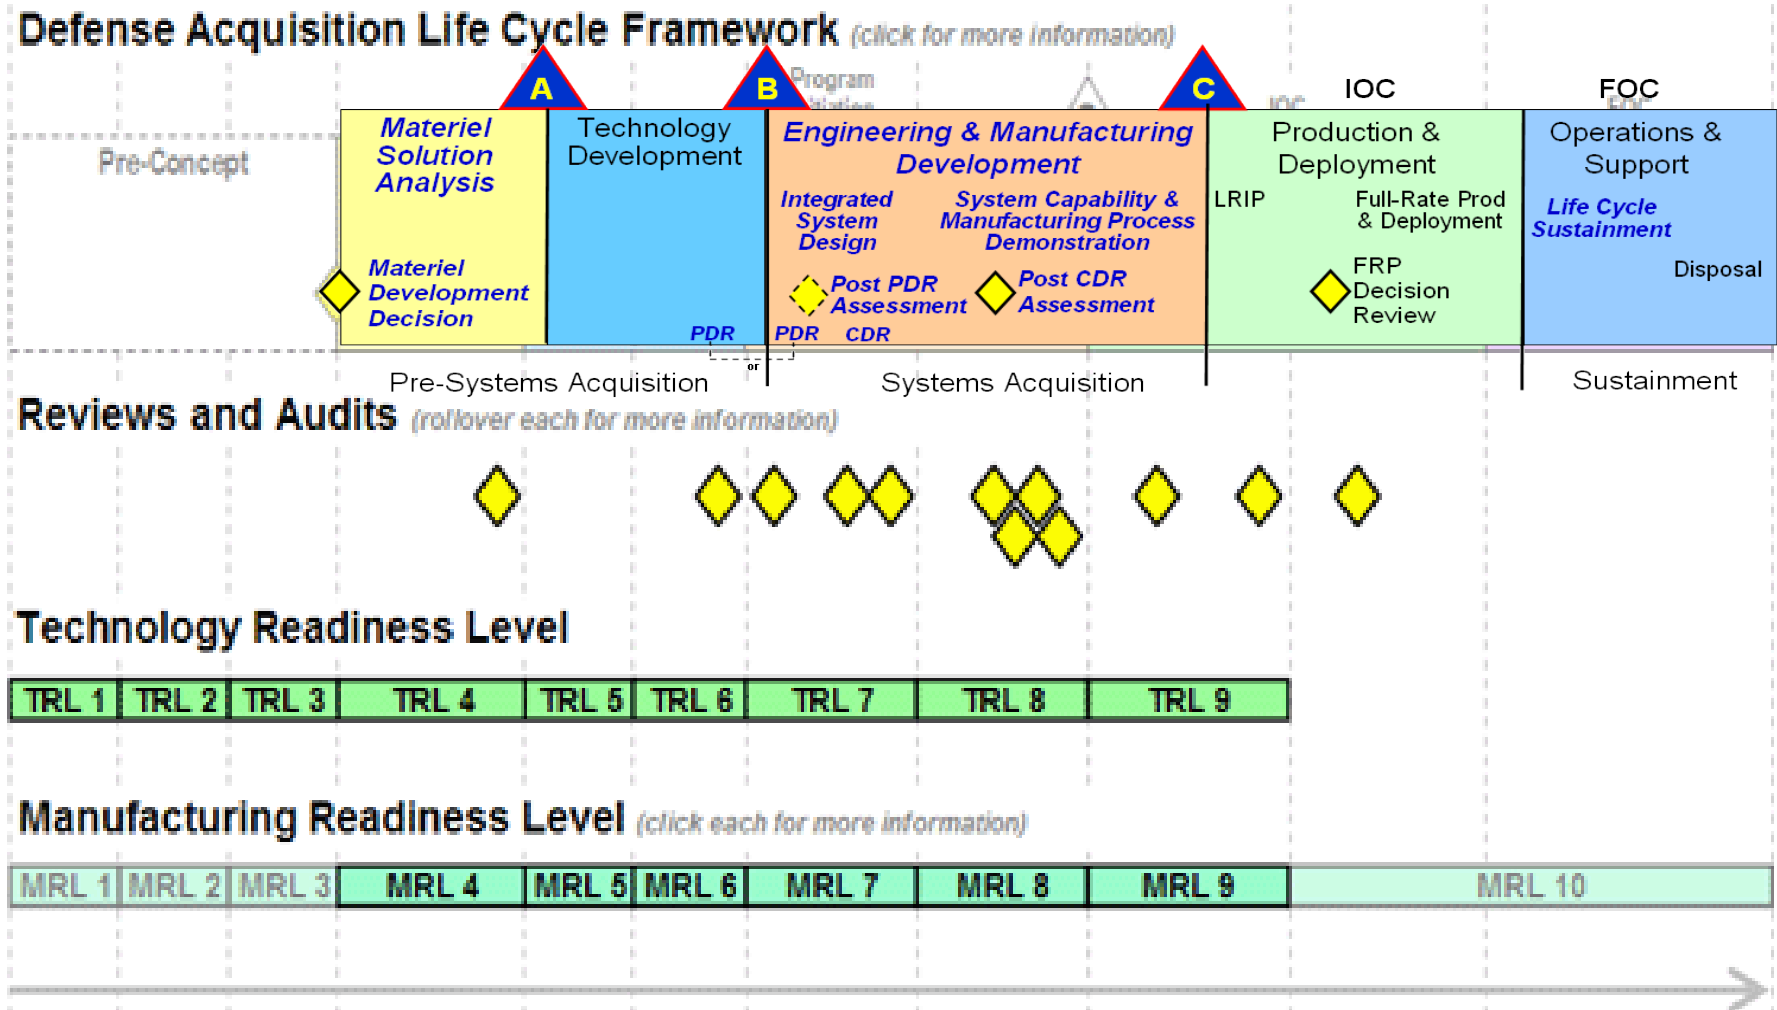 Defense Acquisition Life Cycle Framework (click for more information)
A
B
Program
C
IOC
FOC
IOC
FOC
Pre-Concept
Materiel
Solution
Analysis
Materiel
Development
Decision
Technology
Development
PDR
Engineering & Manufacturing
Development
Integrated
System
Design
System Capability &
Manufacturing Process
Demonstration
Post PDR
Assessment
Post CDR
Assessment
PDR
CDR
or
Production &
Deployment
LRIP
Full-Rate Prod
& Deployment
FRP
Decision
Review
Operations &
Support
Life Cycle
Sustainment
Disposal
Pre-Systems Acquisition
Systems Acquisition
Sustainment
Reviews and Audits (rollover each for more information)
Technology Readiness Level
TRL 1 TRL 2 TRL 3 TRL 4 TRL 5 TRL 6 TRL 7 TRL 8 TRL 9
Manufacturing Readiness Level (click each for more information)
MRL 1 MRL 2 MRL 3 MRL 4 MRL 5 MRL 6 MRL 7 MRL 8 MRL 9 MRL 10